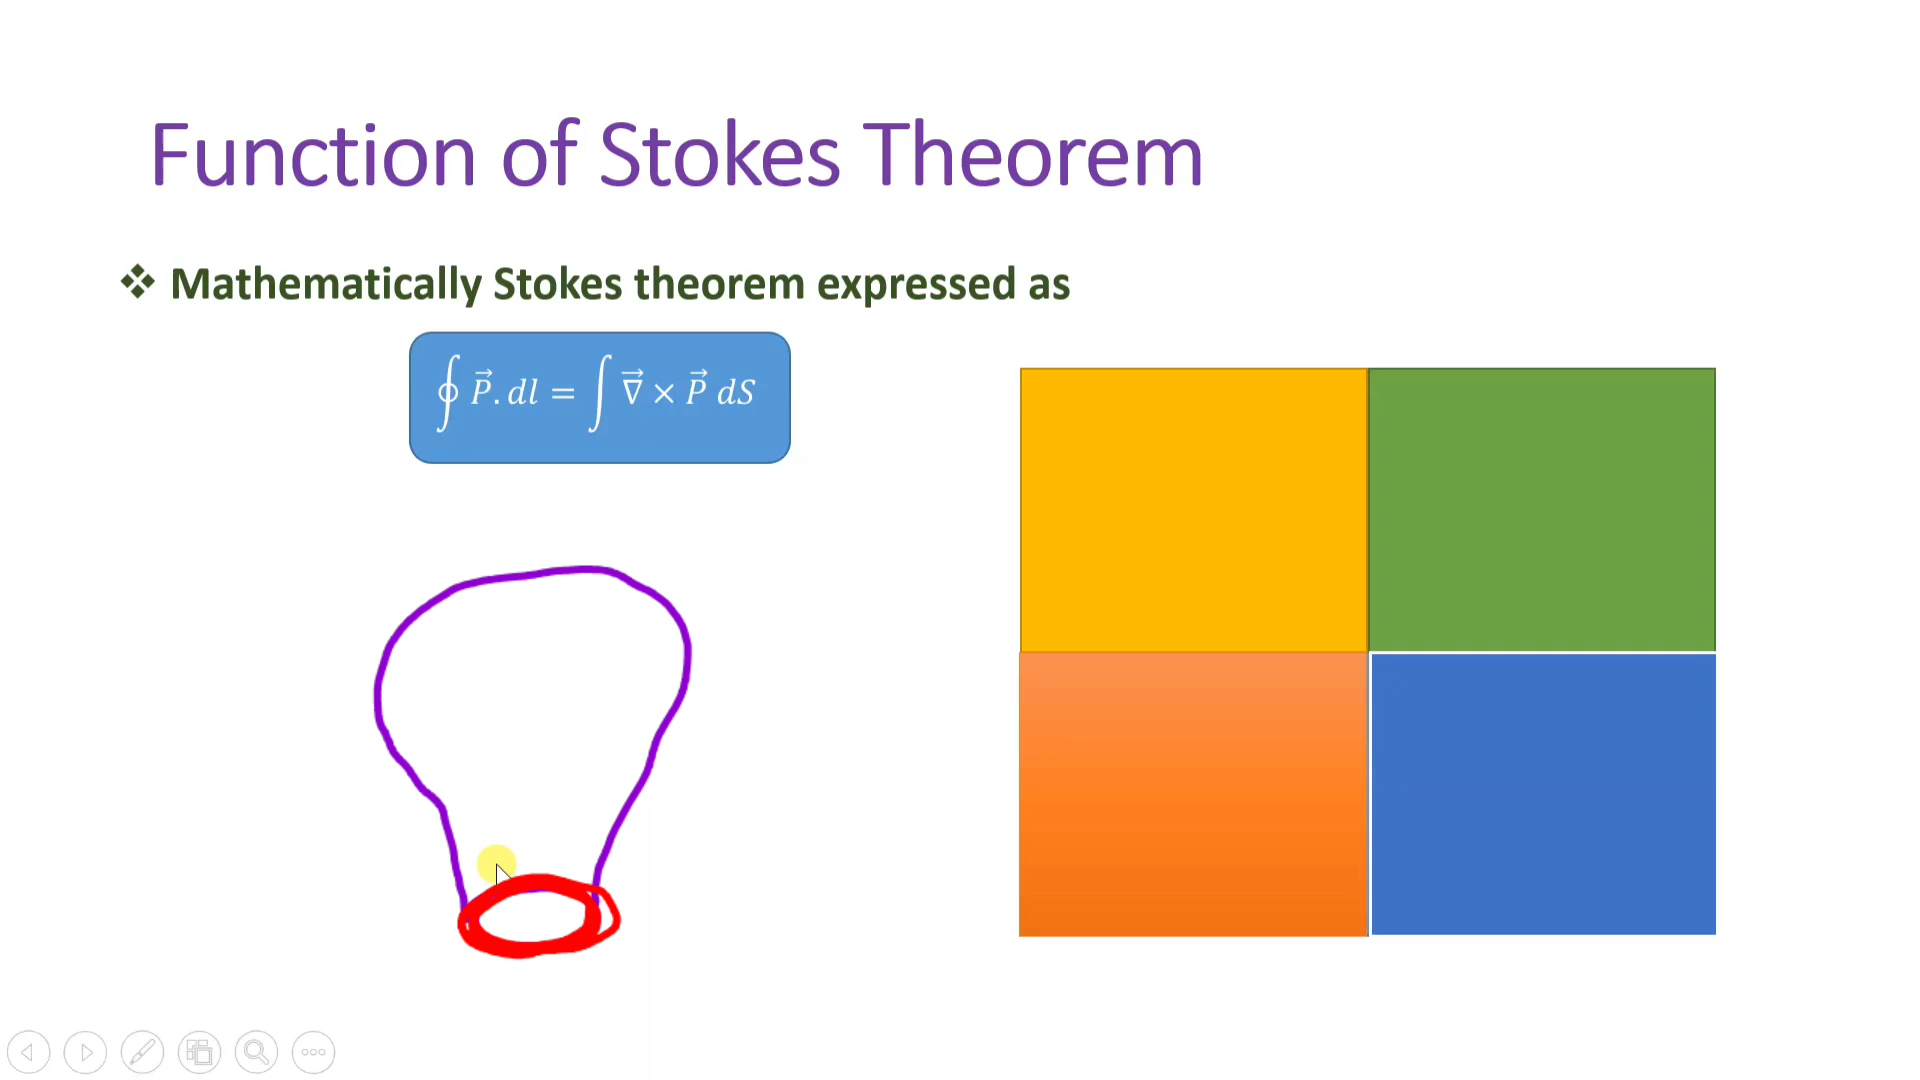 Function of Stokes Theorem
❖ Mathematically Stokes theorem expressed as
∮ P⃗ . dl = ∫ ∇⃗ × P⃗ dS